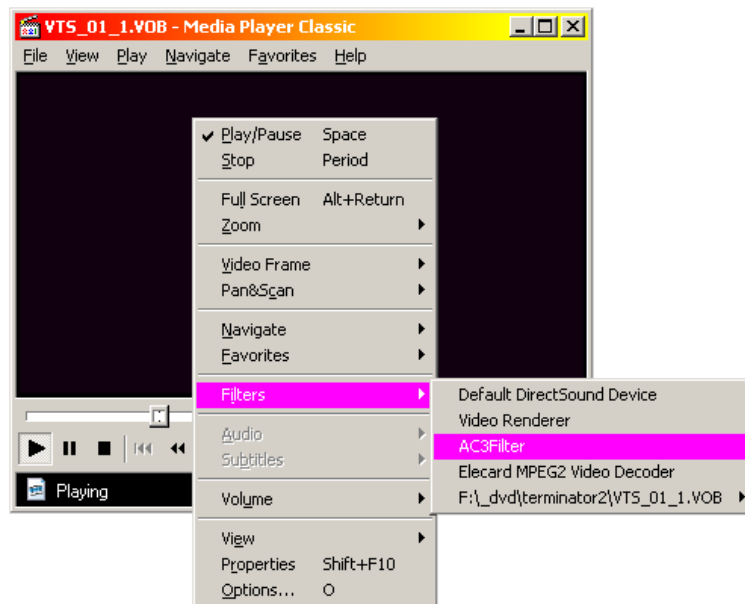 VTS_01_1.VOB - Media Player Classic
File View Play Navigate Favorites Help
Play/Pause Space
Stop Period
Full Screen Alt+Return
Zoom
Video Frame
Pan&Scan
Navigate
Favorites
Filters
Default DirectSound Device
Video Renderer
AC3Filter
Elecard MPEG2 Video Decoder
F:\_dvd\terminator2\VTS_01_1.VOB
Audio
Subtitles
Playing
Volume
View
Properties Shift+F10
Options... O